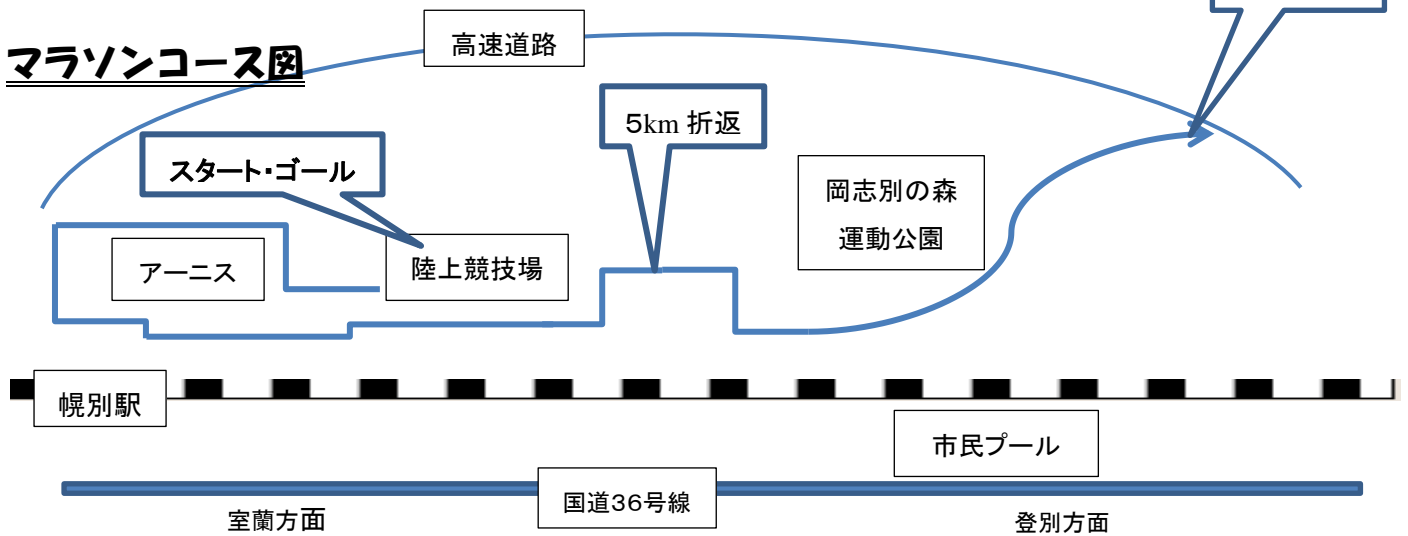 高速道路
マラソンコース図
5km 折返
スタート・ゴール
岡志別の森
運動公園
アーニス
陸上競技場
幌別駅
市民プール
国道36号線
室蘭方面
登別方面